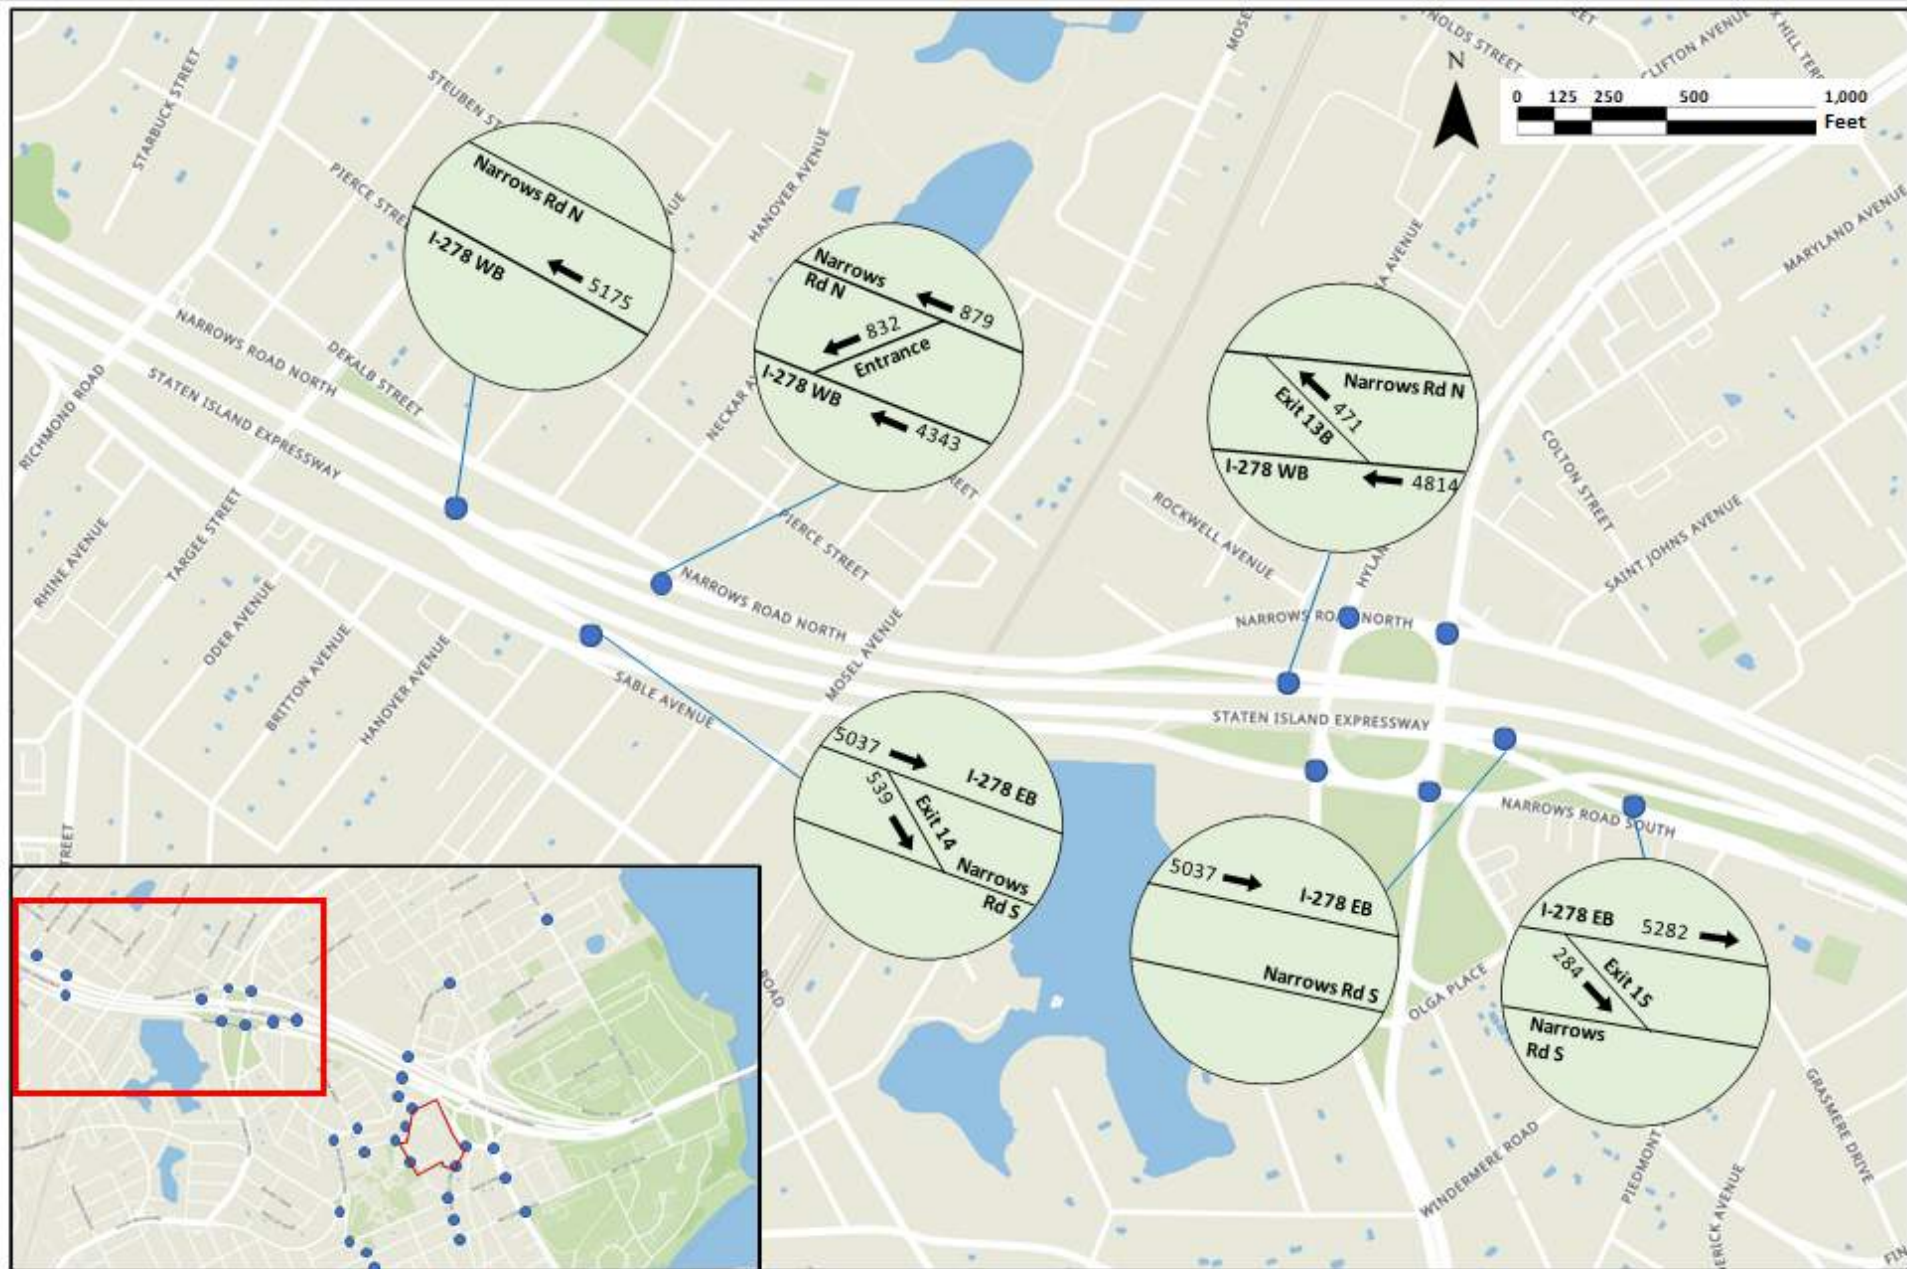 STARBUCK STREET
STEUBEN ST
PIERCE STREE
HANOVER AVENUE
CLIFTON AVENUE
N
0 125 250 500 1,000
Feet
MARYLAND AVENUE
Narrows Rd N
I-278 WB
5175
Narrows
Rd N
879
832
Entrance
I-278 WB
4343
Narrows Rd N
471
Exit 13B
I-278 WB
4814
NARROWS ROAD NORTH
DEKALB STREET
STATEN ISLAND EXPRESSWAY
RICHMOND ROAD
RHINE AVENUE
TARGEE STREET
ODER AVENUE
BRITTON AVENUE
HANOVER AVENUE
PIERCE STREET
NARROWS ROAD NORTH
MOSEL AVENUE
SABLE AVENUE
ROCKWELL AVENUE
COLTON STREET
SAINT JOHNS AVENUE
NARROWS ROAD NORTH
STATEN ISLAND EXPRESSWAY
NARROWS ROAD SOUTH
5037
I-278 EB
539
Exit 14
Narrows
Rd S
5037
I-278 EB
Narrows Rd S
I-278 EB
5282
284
Exit 15
Narrows
Rd S
OLGA PLACE
ROAD
WINDERMERE ROAD
PIEDMONT
GRASMERE DRIVE
ERICK AVENUE
FIN